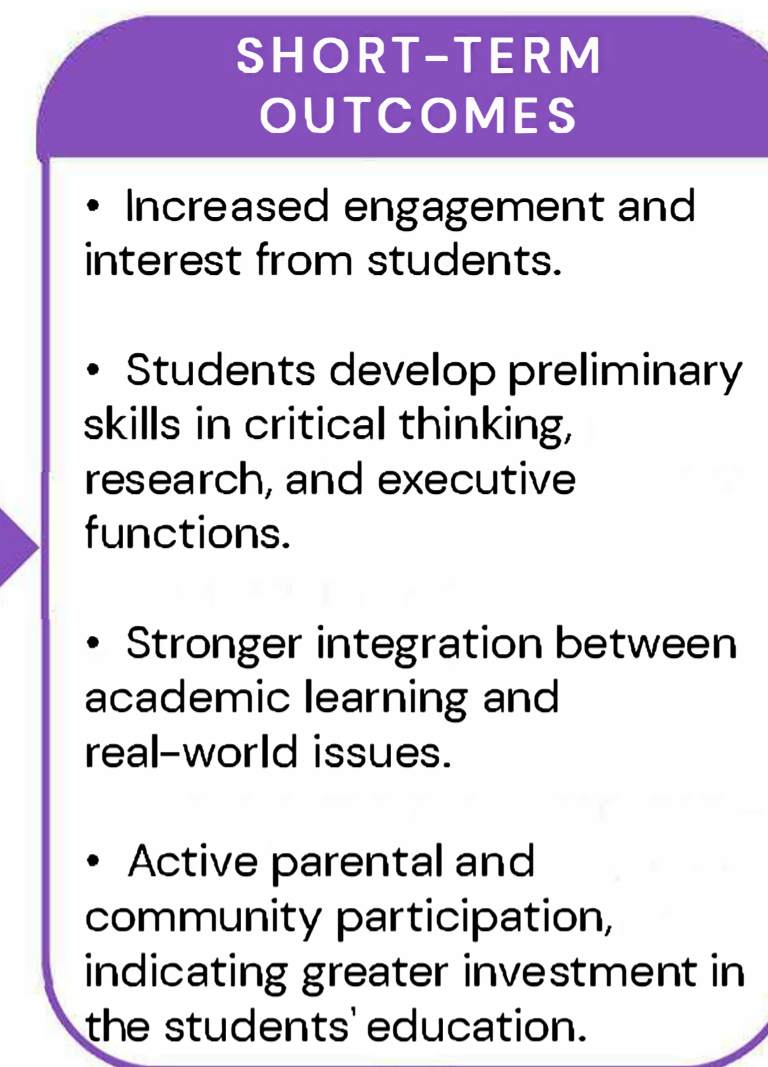 SHORT-TERM
OUTCOMES
• Increased engagement and
interest from students.
• Students develop preliminary
skills in critical thinking,
research, and executive
functions.
• Stronger integration between
academic learning and
real-world issues.
• Active parental and
community participation,
indicating greater investment in
the students' education.